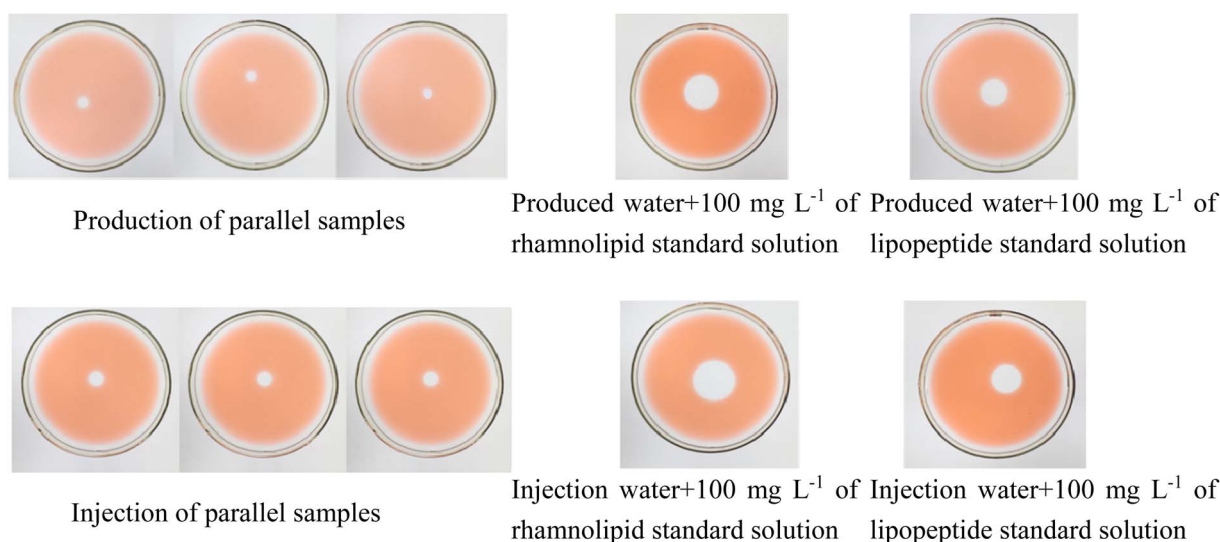 Production of parallel samples
Produced water+100 mg L⁻¹ of
rhamnolipid standard solution
Produced water+100 mg L⁻¹ of
lipopeptide standard solution
Injection of parallel samples
Injection water+100 mg L⁻¹ of
rhamnolipid standard solution
Injection water+100 mg L⁻¹ of
lipopeptide standard solution